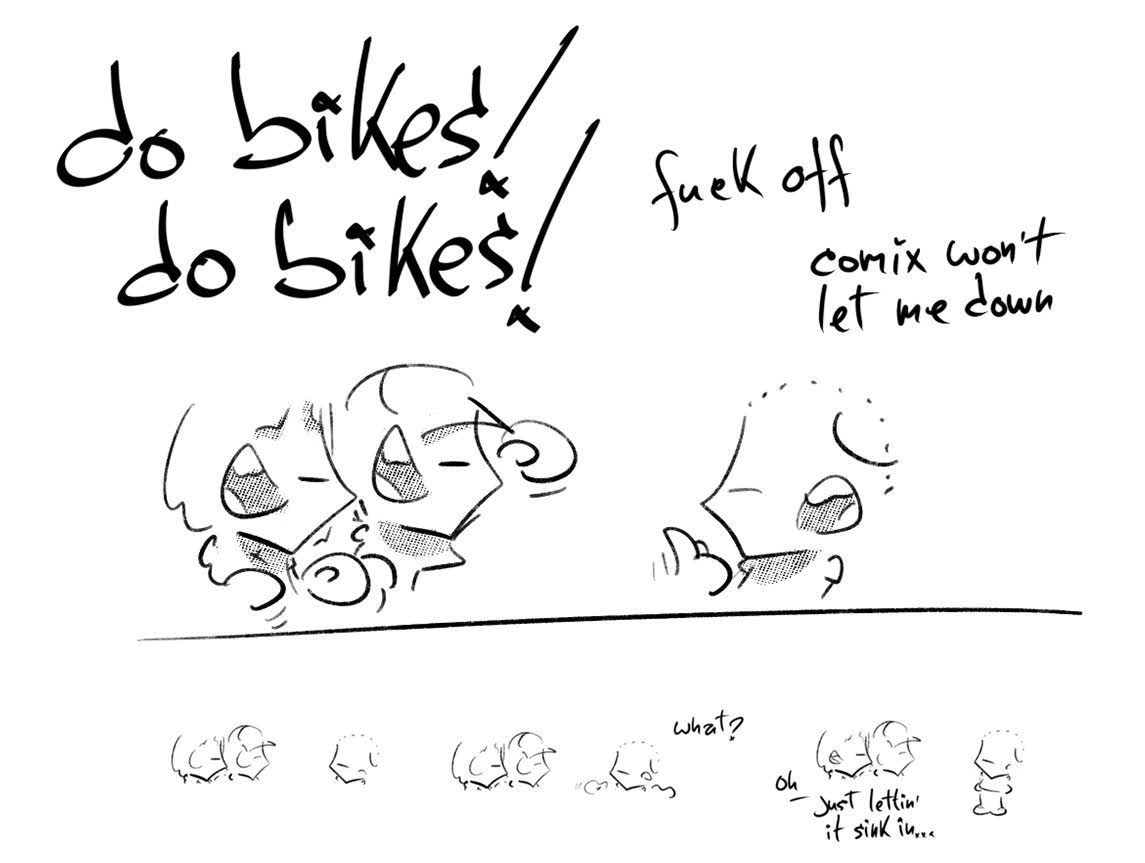 do bikes!
do bikes!
fuck off
comix won't
let me down
what?
oh
just lettin'
it sink in...